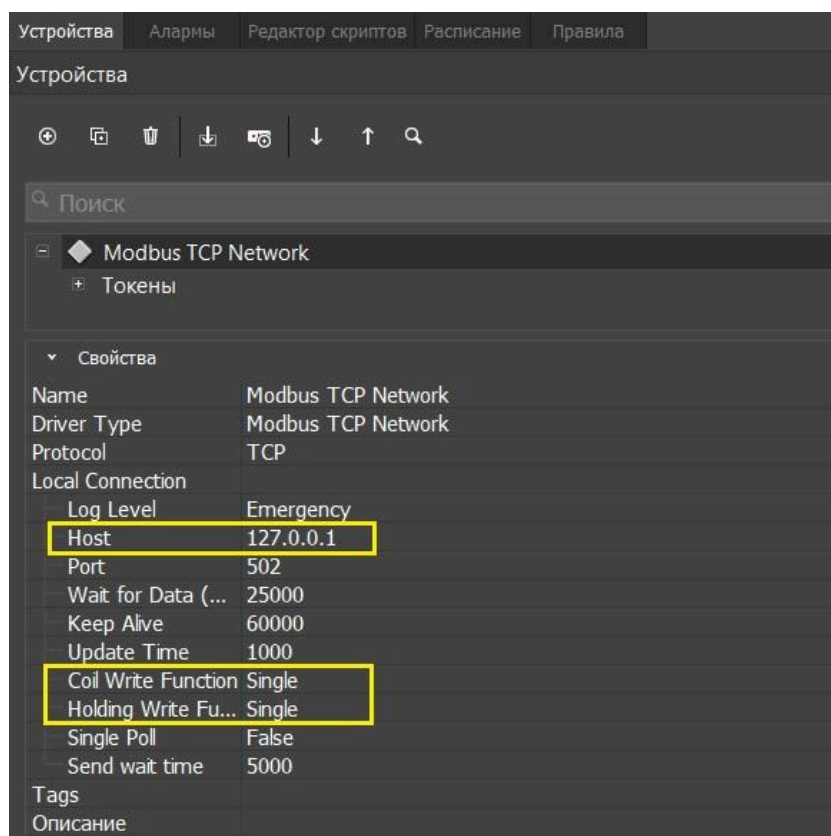 Устройства Алармы Редактор скриптов Расписание Правила
Устройства
Поиск
Modbus TCP Network
Токены
Свойства
Name Modbus TCP Network
Driver Type Modbus TCP Network
Protocol TCP
Local Connection
Log Level Emergency
Host 127.0.0.1
Port 502
Wait for Data (... 25000
Keep Alive 60000
Update Time 1000
Coil Write Function Single
Holding Write Fu... Single
Single Poll False
Send wait time 5000
Tags
Описание